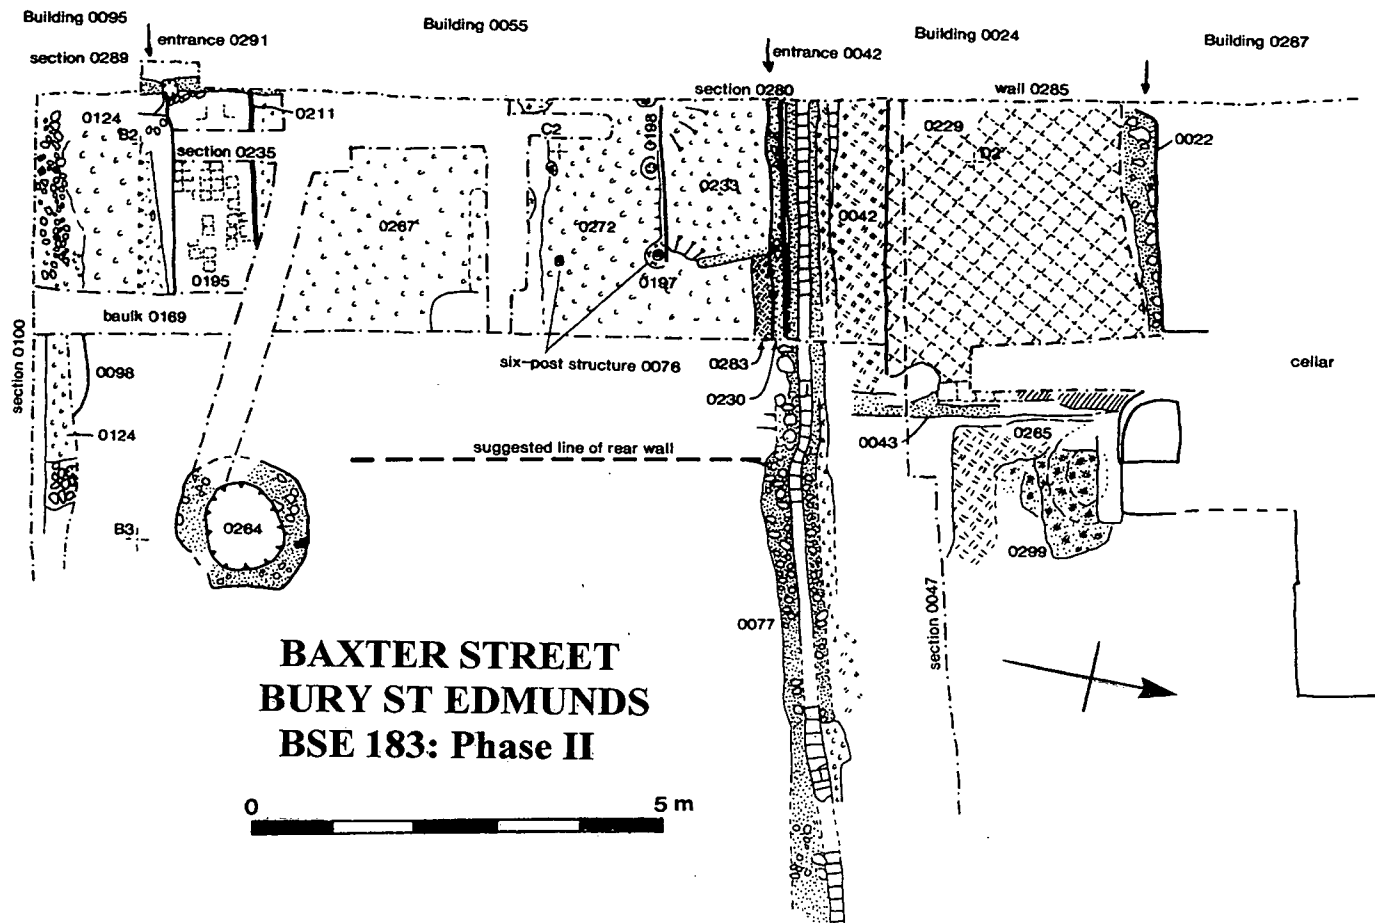 Building 0095
Building 0055
Building 0024
Building 0287
entrance 0291
entrance 0042
section 0289
section 0280
wall 0285
0124
0211
B2
C2
0198
0229
D2
0022
section 0235
0233
0042
0267
0272
0195
0197
baulk 0169
section 0100
six-post structure 0076
0283
cellar
0098
0230
0124
suggested line of rear wall
0043
0265
B3
0264
0299
0077
section 0047
BAXTER STREET
BURY ST EDMUNDS
BSE 183: Phase II
0 5 m